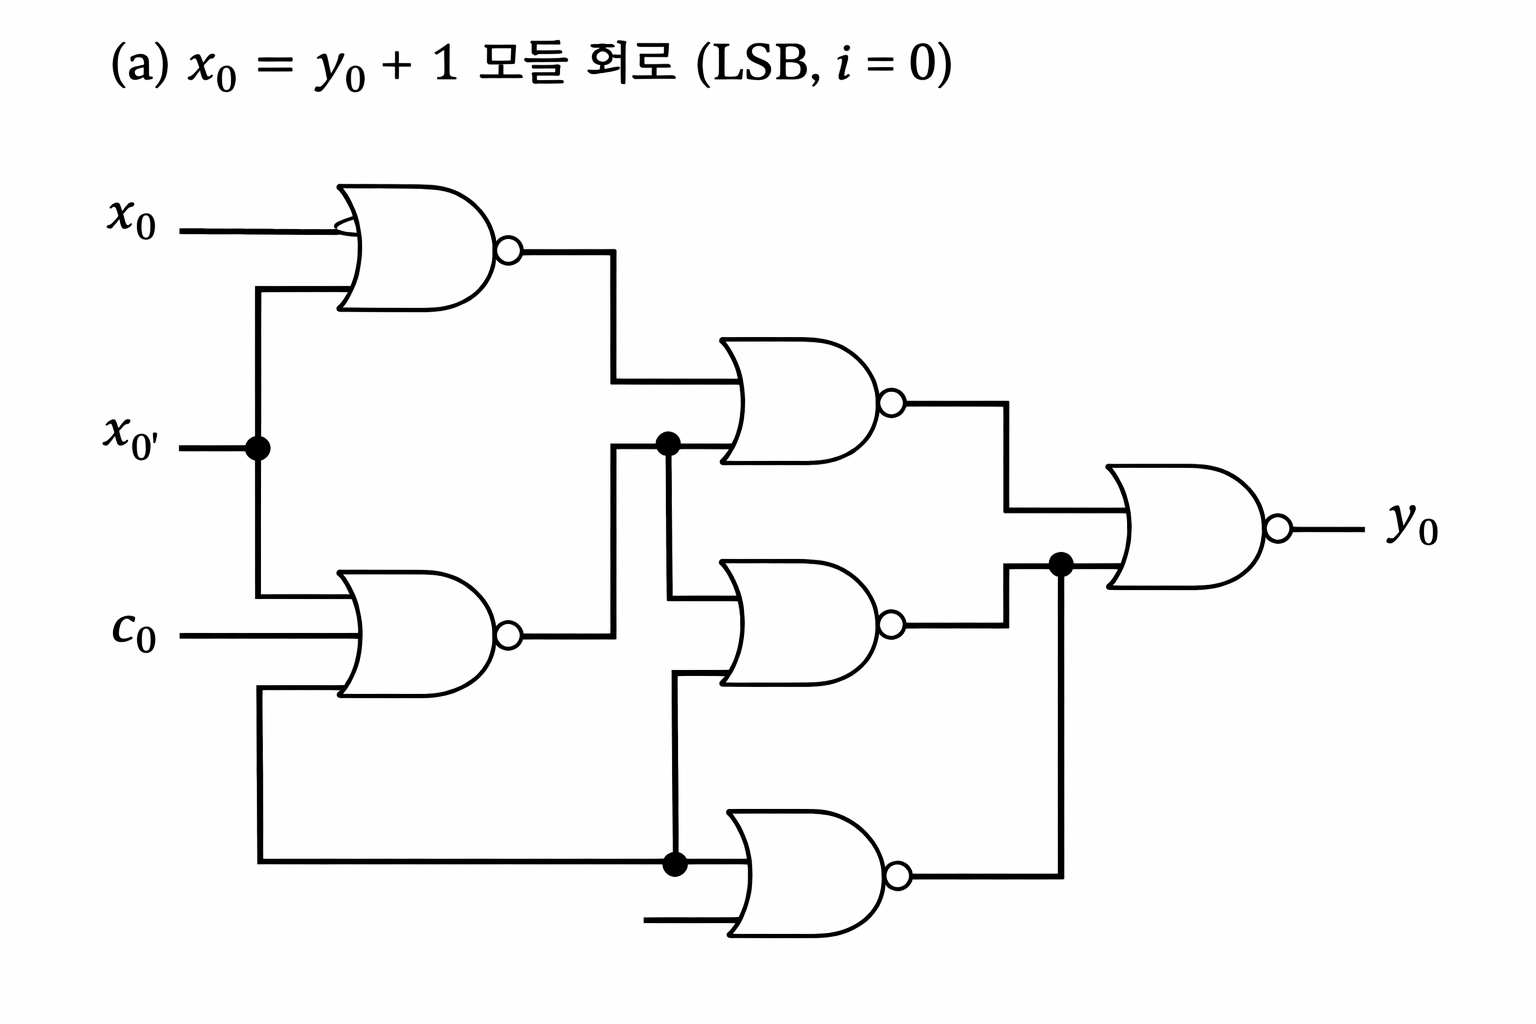 (a) x₀ = y₀ + 1 모듈 회로 (LSB, i = 0)
x₀
x₀'
c₀
y₀